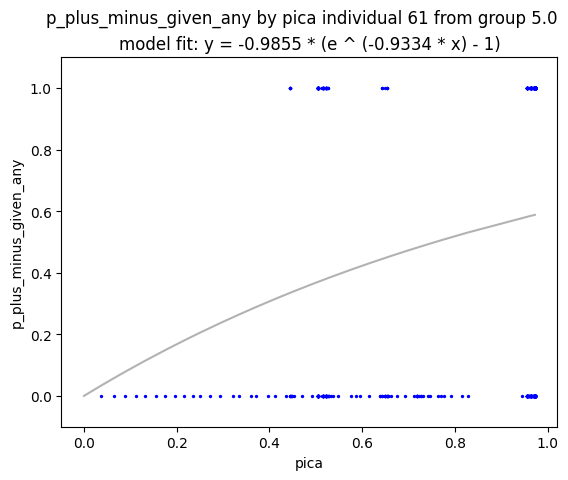 p_plus_minus_given_any by pica individual 61 from group 5.0
model fit: y = -0.9855 * (e ^ (-0.9334 * x) - 1)
p_plus_minus_given_any
1.0
0.8
0.6
0.4
0.2
0.0
0.0 0.2 0.4 0.6 0.8 1.0
pica